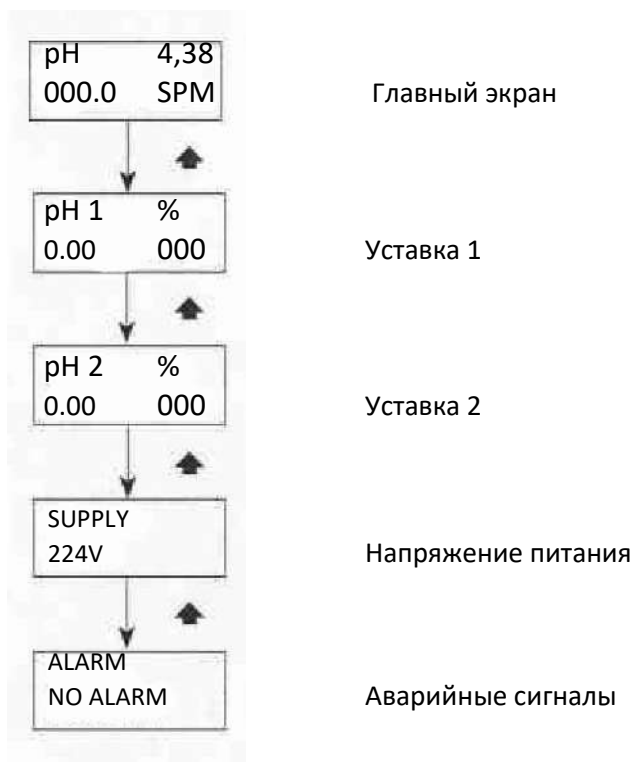 pH 4,38
000.0 SPM
Главный экран
pH 1 %
0.00 000
Уставка 1
pH 2 %
0.00 000
Уставка 2
SUPPLY
224V
Напряжение питания
ALARM
NO ALARM
Аварийные сигналы